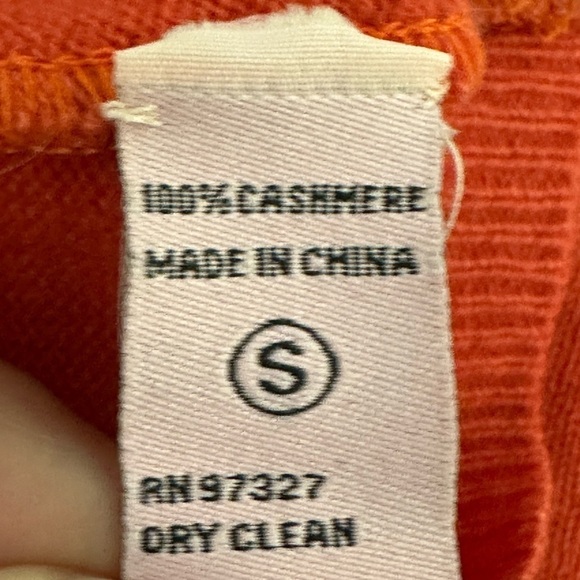 100% CASHMERE
MADE IN CHINA
S
RN 97327
DRY CLEAN